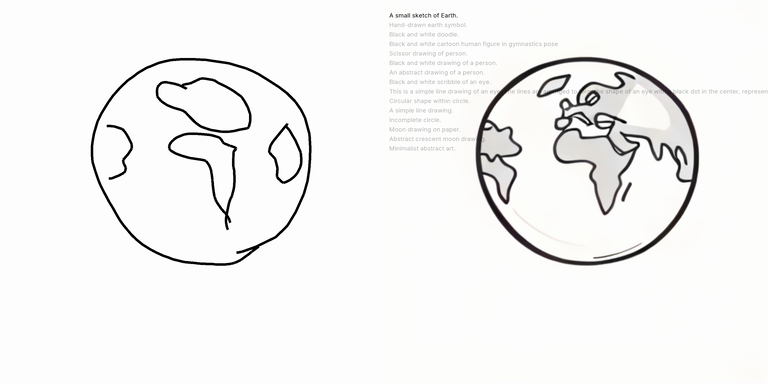 A small sketch of Earth.
Hand-drawn earth symbol.
Black and white doodle.
Black and white cartoon human figure in gymnastics pose
Scissor drawing of person.
Black and white drawing of a person.
An abstract drawing of a person.
Black and white scribble of an eye.
This is a simple line drawing of an eye. The lines are to shape of an eye with black dot in the center, represen
Circular shape within circle.
A simple line drawing.
Incomplete circle.
Moon drawing on paper.
Abstract crescent moon drawing.
Minimalist abstract art.